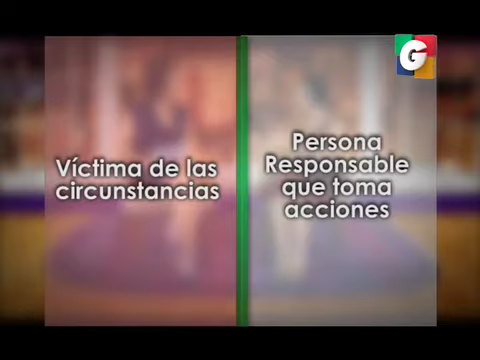 G
Víctima de las
circunstancias
Persona
Responsable
que toma
acciones